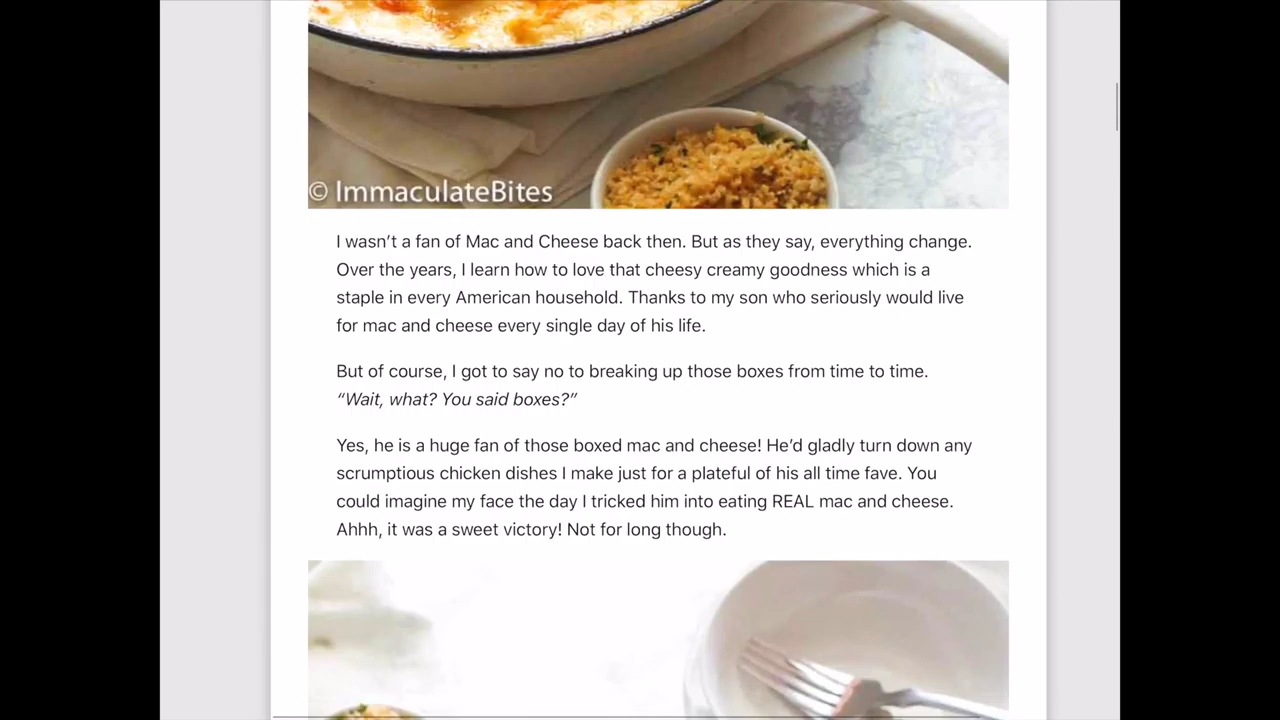 © ImmaculateBites
I wasn’t a fan of Mac and Cheese back then. But as they say, everything change.
Over the years, I learn how to love that cheesy creamy goodness which is a
staple in every American household. Thanks to my son who seriously would live
for mac and cheese every single day of his life.
But of course, I got to say no to breaking up those boxes from time to time.
“Wait, what? You said boxes?”
Yes, he is a huge fan of those boxed mac and cheese! He’d gladly turn down any
scrumptious chicken dishes I make just for a plateful of his all time fave. You
could imagine my face the day I tricked him into eating REAL mac and cheese.
Ahhh, it was a sweet victory! Not for long though.